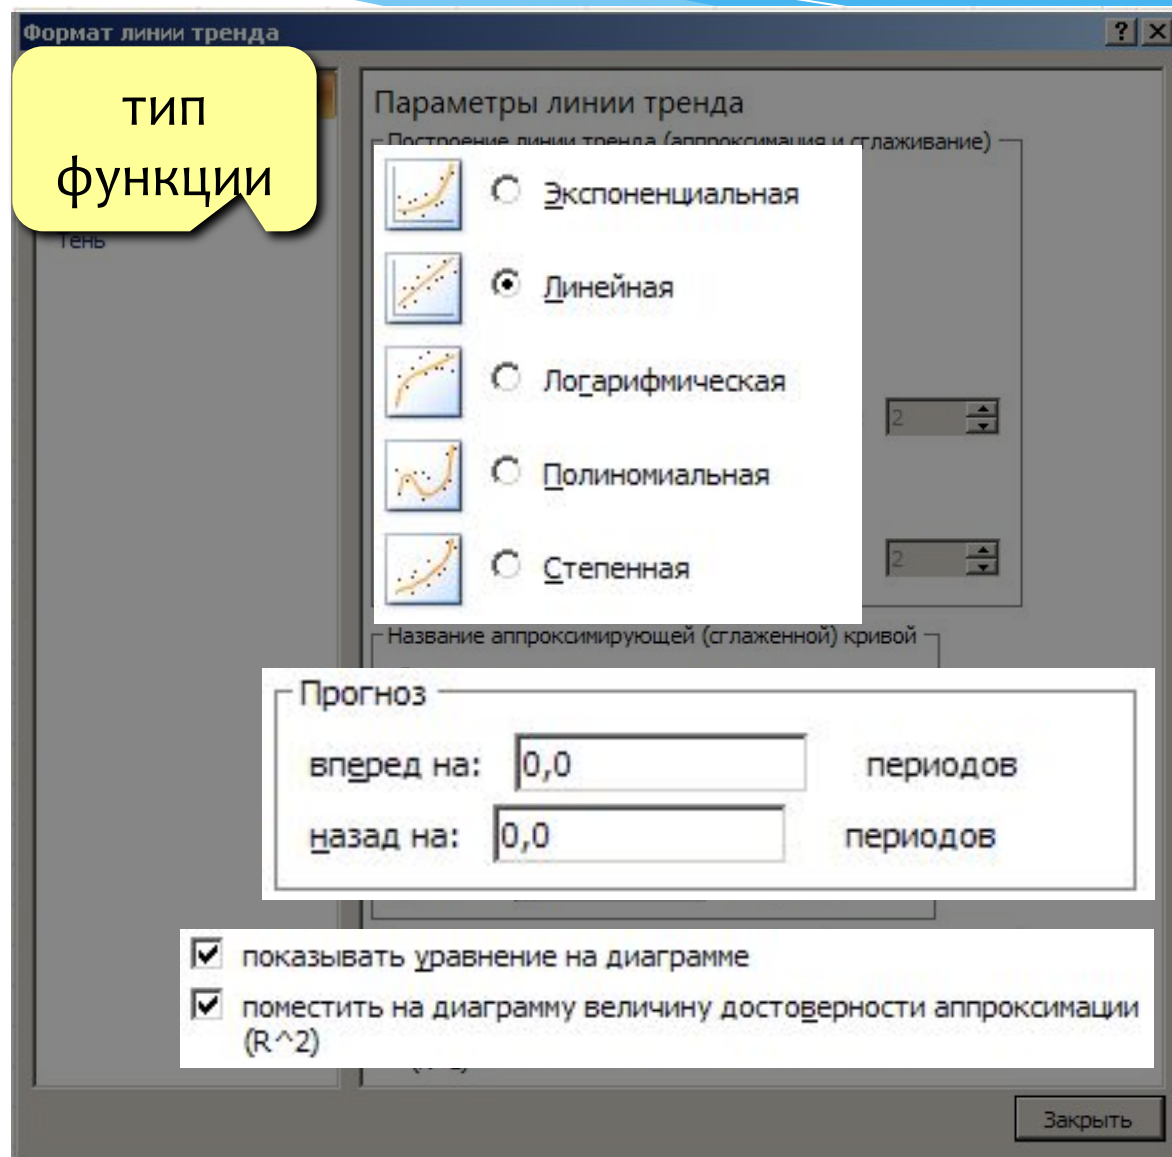 Формат линии тренда
тип
функции
Тень
Параметры линии тренда
Построение линии тренда (аппроксимация и сглаживание)
Экспоненциальная
Линейная
Логарифмическая
2
Полиномиальная
Степенная
2
Название аппроксимирующей (сглаженной) кривой
Прогноз
вперед на: 0,0 периодов
назад на: 0,0 периодов
показывать уравнение на диаграмме
поместить на диаграмму величину достоверности аппроксимации
(R^2)
Закрыть